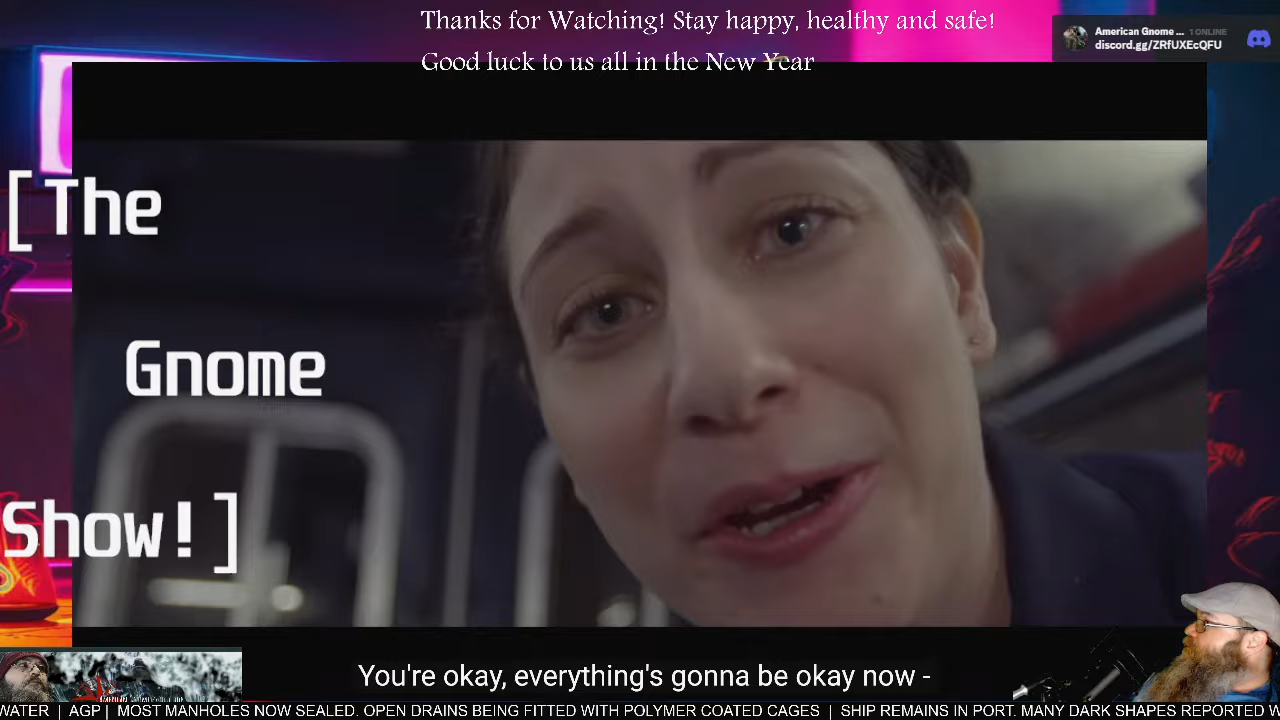 Thanks for Watching! Stay happy, healthy and safe!
Good luck to us all in the New Year
American Gnome ... 1 ONLINE
discord.gg/ZRfUXEcQFU
[The
Gnome
Show!]
You're okay, everything's gonna be okay now -
WATER | AGP | MOST MANHOLES NOW SEALED. OPEN DRAINS BEING FITTED WITH POLYMER COATED CAGES | SHIP REMAINS IN PORT. MANY DARK SHAPES REPORTED W